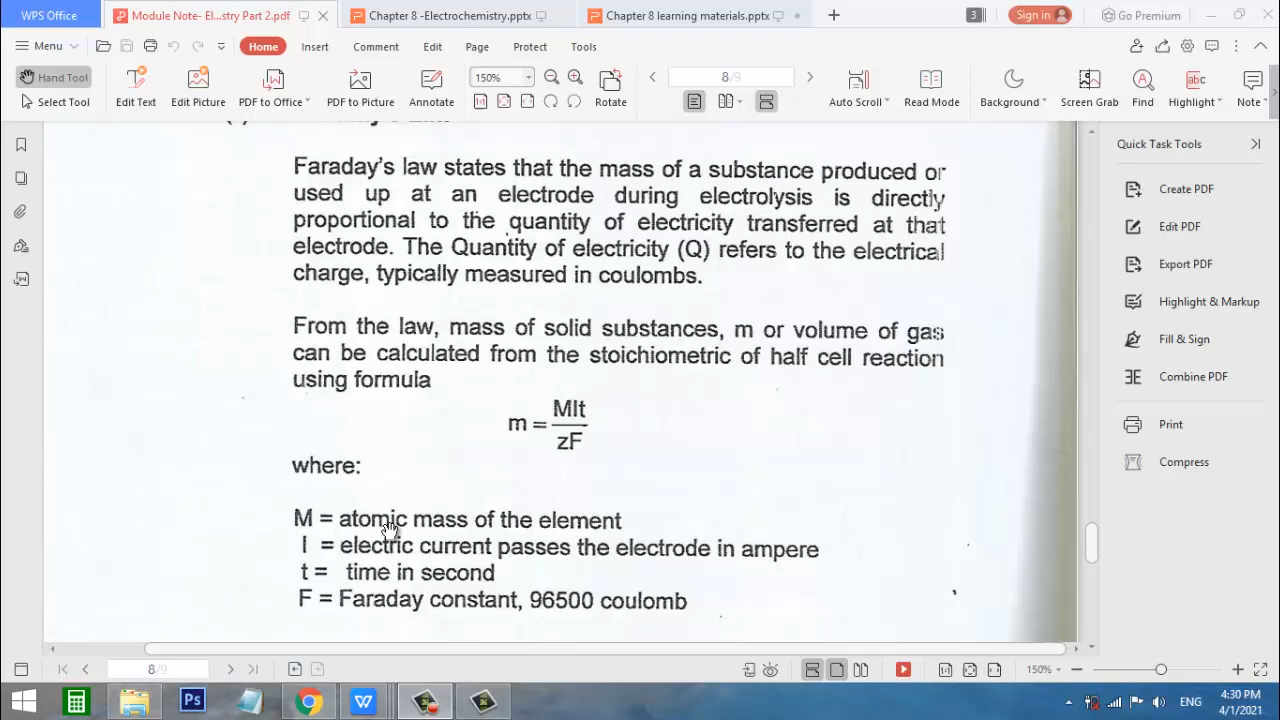 WPS Office
Module Note- El...stry Part 2.pdf
Chapter 8 -Electrochemistry.pptx
Chapter 8 learning materials.pptx
3
Sign in
Go Premium
Menu
Home
Insert
Comment
Edit
Page
Protect
Tools
Hand Tool
Select Tool
Edit Text
Edit Picture
PDF to Office
PDF to Picture
Annotate
150%
Rotate
8/9
Auto Scroll
Read Mode
Background
Screen Grab
Find
Highlight
Note
Faraday's law states that the mass of a substance produced or
used up at an electrode during electrolysis is directly
proportional to the quantity of electricity transferred at that
electrode. The Quantity of electricity (Q) refers to the electrical
charge, typically measured in coulombs.
From the law, mass of solid substances, m or volume of gas
can be calculated from the stoichiometric of half cell reaction
using formula
m = MIt
zF
where:
M = atomic mass of the element
I = electric current passes the electrode in ampere
t = time in second
F = Faraday constant, 96500 coulomb
Quick Task Tools
Create PDF
Edit PDF
Export PDF
Highlight & Markup
Fill & Sign
Combine PDF
Print
Compress
8/9
150%
Ps
ENG
4:30 PM
4/1/2021